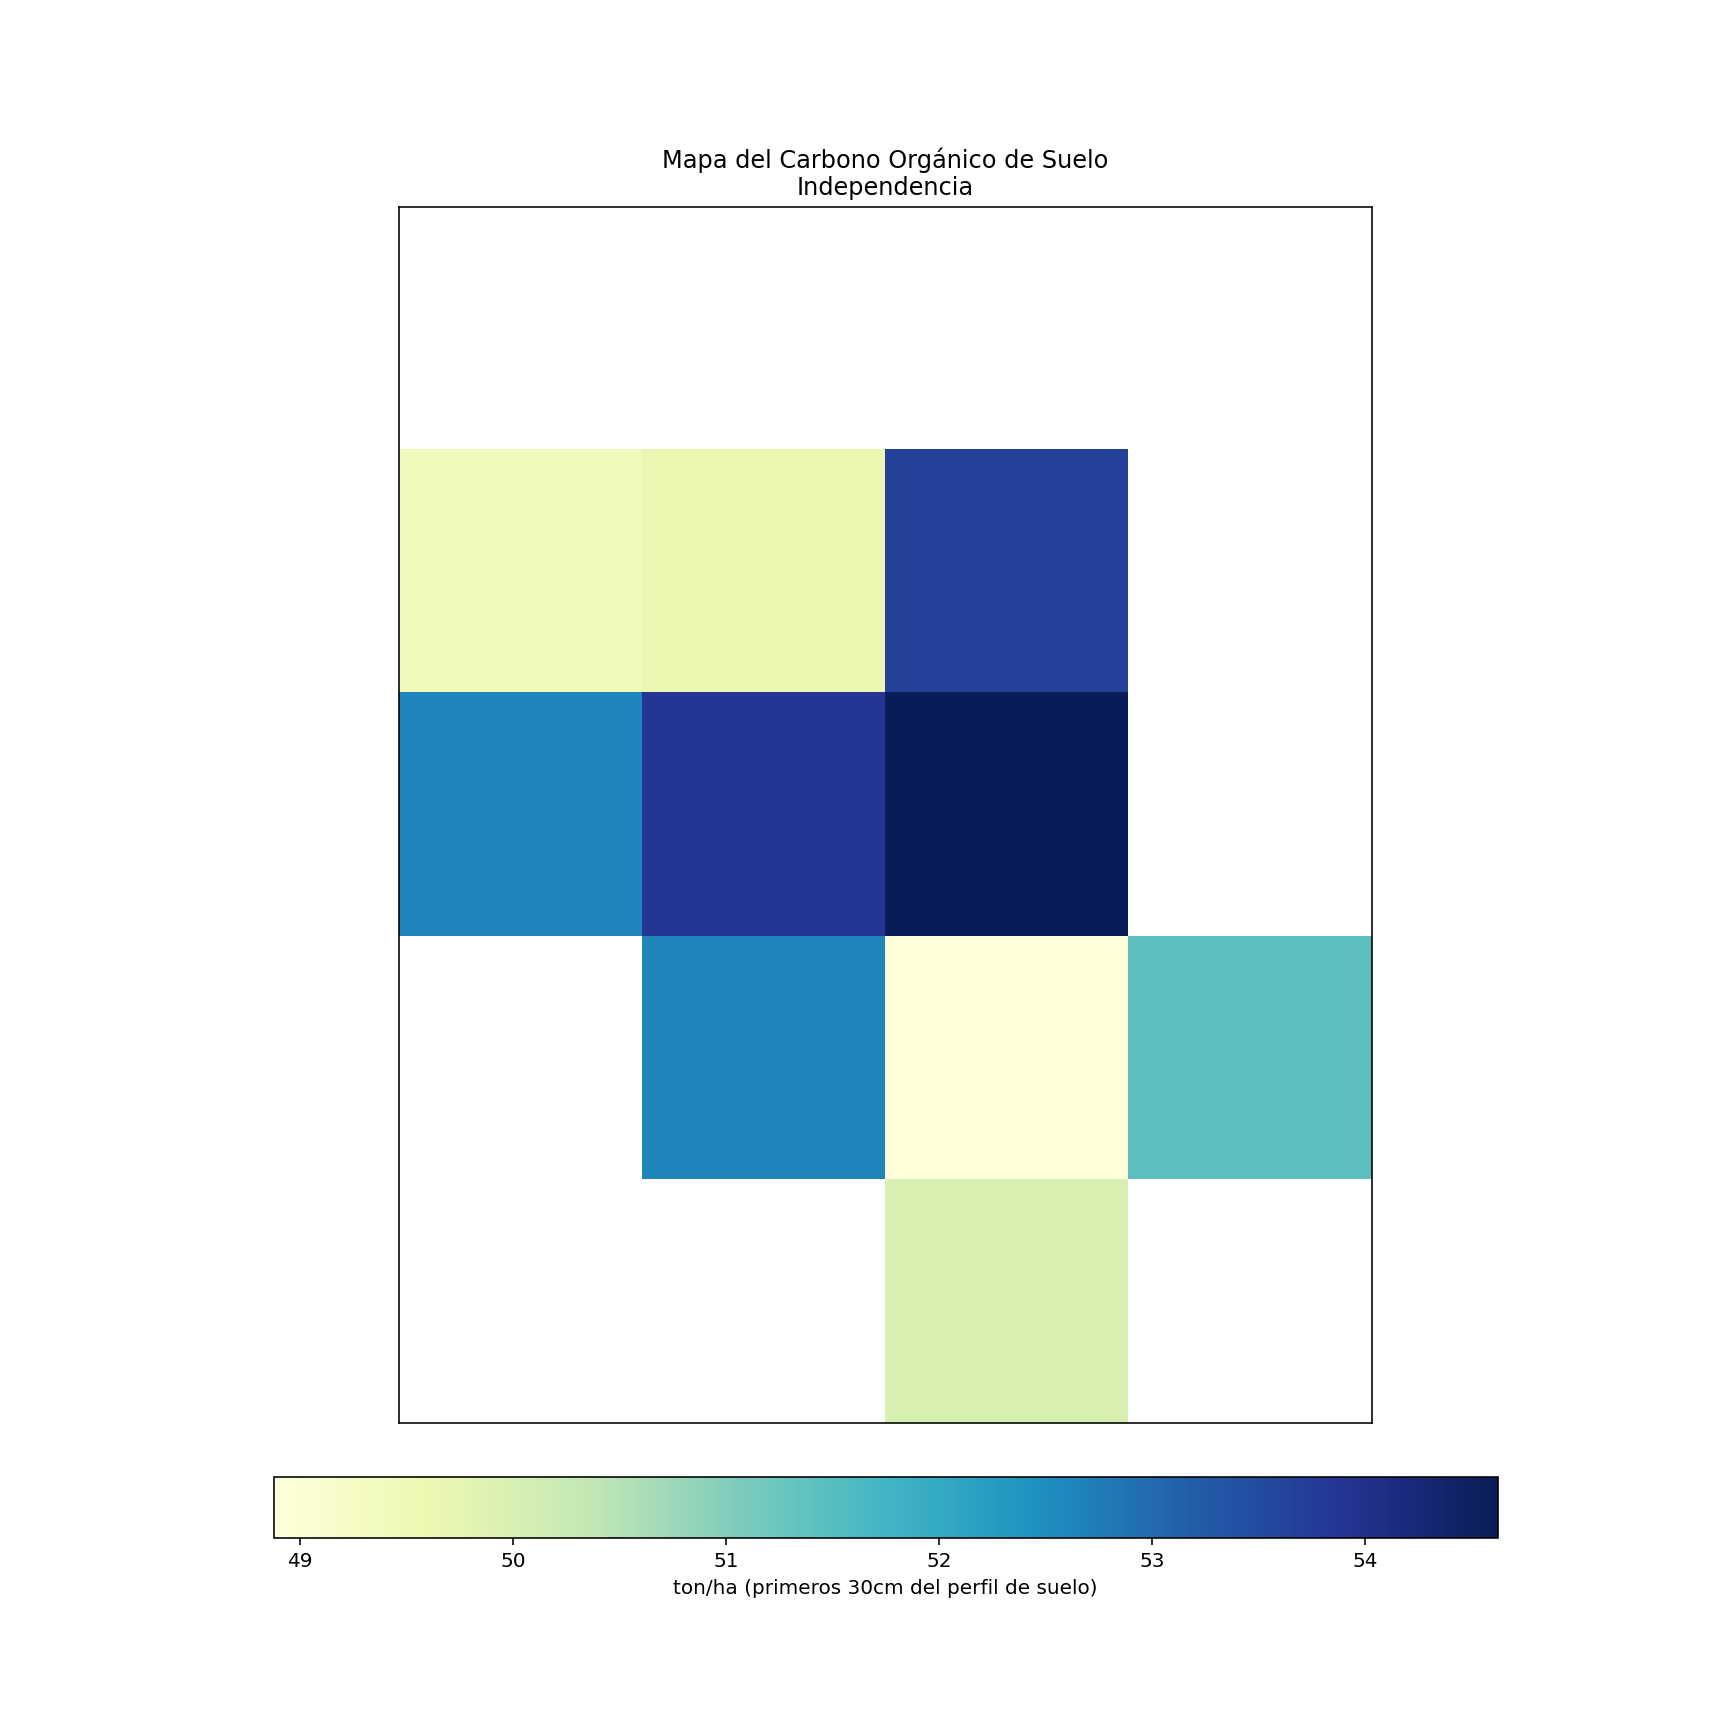 Mapa del Carbono Orgánico de Suelo
Independencia
49 50 51 52 53 54
ton/ha (primeros 30cm del perfil de suelo)